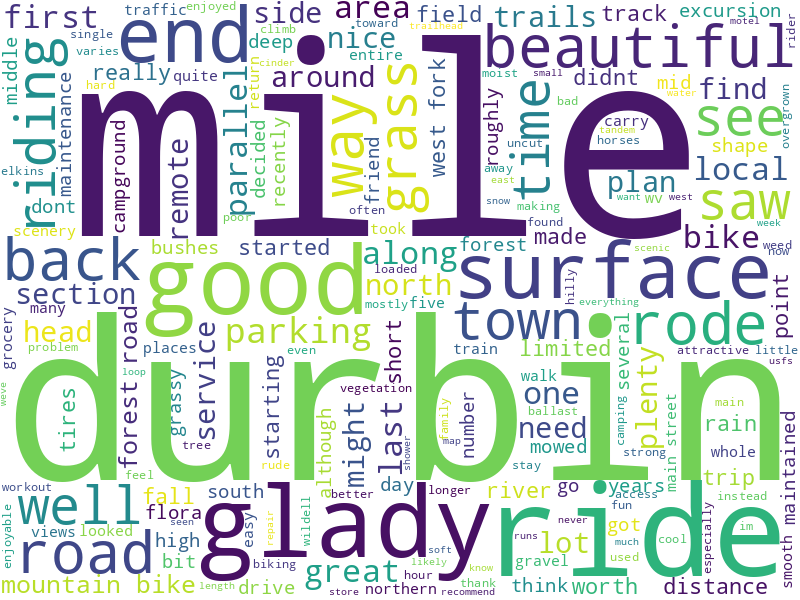 first
traffic
often
enjoyed
climb
toward
trailhead
motel
rider
single
varies
cinder
return
side
area
deep
nice
entire
field
trails
track
excursion
end
mile
beautiful
middle
riding
maintenance
really
quite
around
parallel
decided
recently
way
friend
grass
west fork
hard
moist
small
water
roughly
uncut
away
east
snow
making
time
didnt
bad
carry
tandem
horses
mid
find
see
shape
overgrown
local
plan
wv
want
west
week
saw
elkins
dont
scenery
campground
remote
poor
took
found
back
bushes
started
good
along
loaded
north
mostly
five
forest
made
bike
weed
now
scenic
surface
hilly
everything
section
many
grocery
head
problem
places
parking
service
short
town
train
limited
several
rode
point
attractive
little
usfs
durbin
weve
loop
tires
forest road
grassy
tree
feel
starting
rude
even
vegetation
although
might
last
shower
family
map
number
walk
one
ballast
need
mowed
stay
camping
strong
plenty
main street
main
rain
whole
trip
smooth maintained
workout
well
fall
south
flora
seen
views
looked
enjoyable
road
high
bit
easy
repair
biking
wildell
better
day
longer
glady
river
go
years
access
fun
got
never
runs
much
used
lot
gravel
ride
cool
im
instead
especially
soft
likely
know
great
hour
thank
think
worth
distance
mountain bike
length
drive
store
northern
recommend